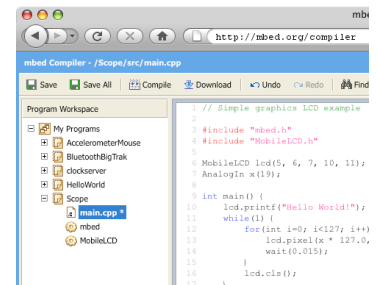 mbe
http://mbed.org/compiler
mbed Compiler - /Scope/src/main.cpp
Save Save All Compile Download Undo Redo Find
Program Workspace
My Programs
AccelerometerMouse
BluetoothBigTrak
clockserver
HelloWorld
Scope
main.cpp *
mbed
MobileLCD
1 // Simple graphics LCD example
2
3 #include "mbed.h"
4 #include "MobileLCD.h"
5
6 MobileLCD lcd(5, 6, 7, 10, 11);
7 AnalogIn x(19);
8
9 int main() {
10 lcd.printf("Hello World!");
11 while(1) {
12 for(int i=0; i<127; i++)
13 lcd.pixel(x * 127.0,
14 wait(0.015);
15 }
16 lcd.cls();
17 }